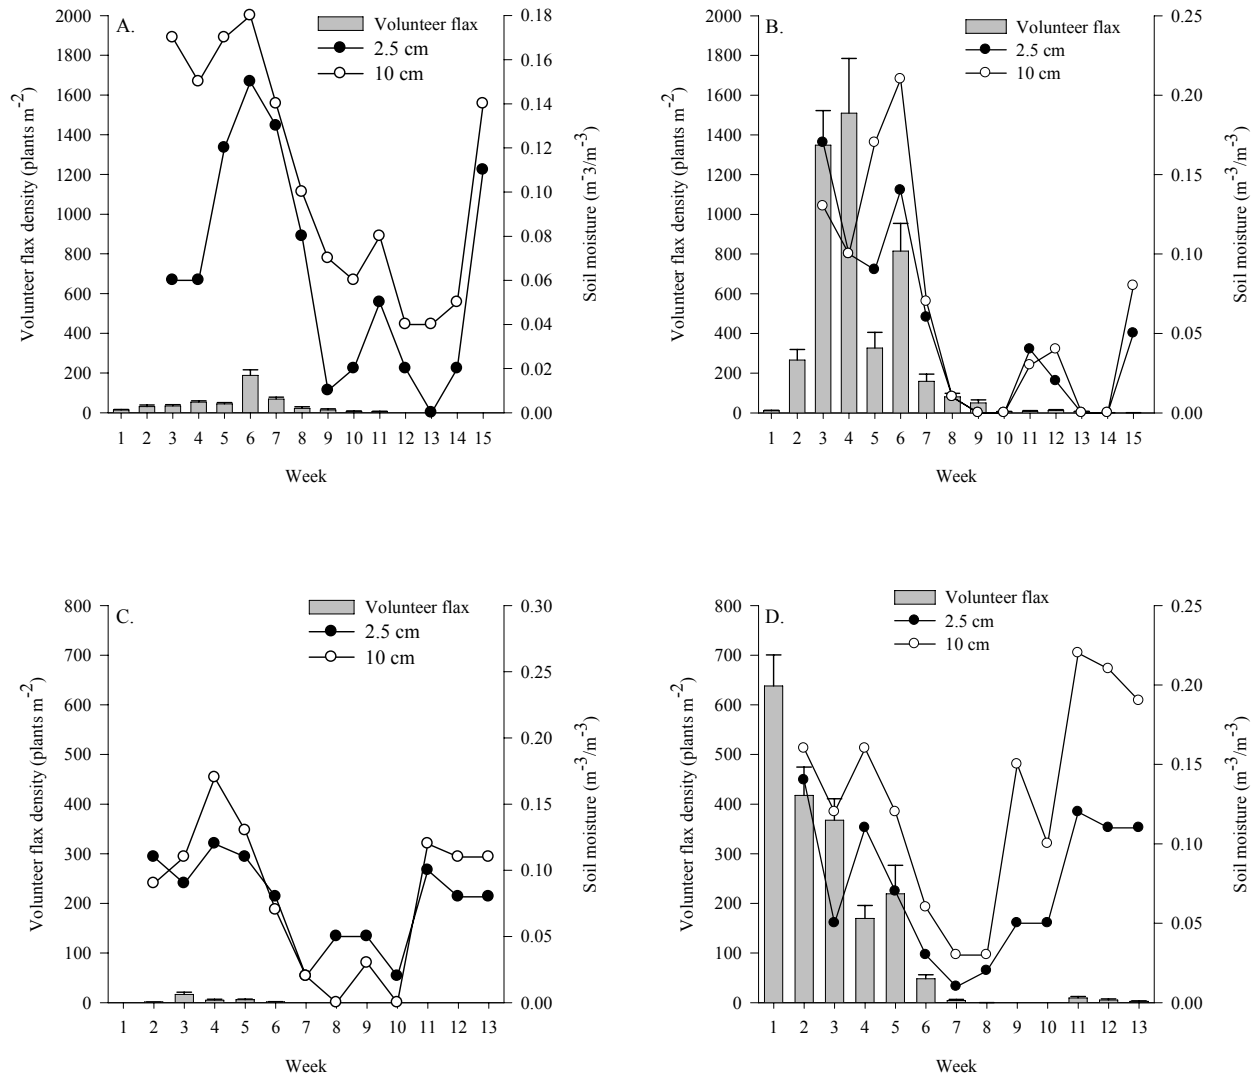 A.
Volunteer flax
2.5 cm
10 cm
Volunteer flax density (plants m-2)
2000
1800
1600
1400
1200
1000
800
600
400
200
0
0.18
0.16
0.14
0.12
0.10
0.08
0.06
0.04
0.02
0.00
Soil moisture (m-3/m-3)
1 2 3 4 5 6 7 8 9 10 11 12 13 14 15
Week
B.
Volunteer flax
2.5 cm
10 cm
Volunteer flax density (plants m-2)
2000
1800
1600
1400
1200
1000
800
600
400
200
0
0.25
0.20
0.15
0.10
0.05
0.00
Soil moisture (m-3/m-3)
1 2 3 4 5 6 7 8 9 10 11 12 13 14 15
Week
C.
Volunteer flax
2.5 cm
10 cm
Volunteer flax density (plants m-2)
800
700
600
500
400
300
200
100
0
0.30
0.25
0.20
0.15
0.10
0.05
0.00
Soil moisture (m-3/m-3)
1 2 3 4 5 6 7 8 9 10 11 12 13
Week
D.
Volunteer flax
2.5 cm
10 cm
Volunteer flax density (plants m-2)
800
700
600
500
400
300
200
100
0
0.25
0.20
0.15
0.10
0.05
0.00
Soil moisture (m-3/m-3)
1 2 3 4 5 6 7 8 9 10 11 12 13
Week